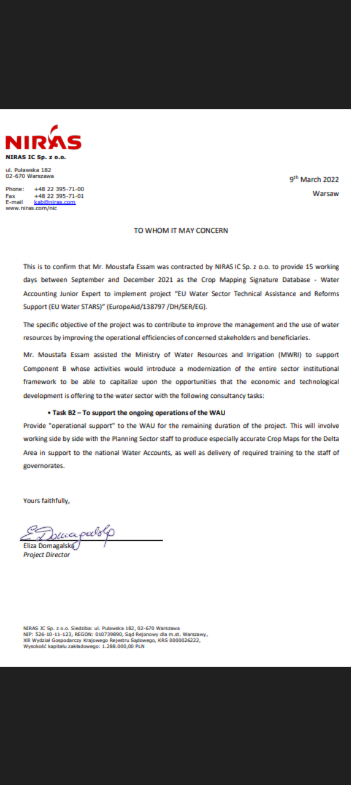 NIRAS
NIRAS IC Sp. z o.o.
ul. Puławska 182
02-670 Warszawa
Phone: +48 22 395-71-00
Fax +48 22 395-71-01
E-mail kab@niras.com
www.niras.com/nic
9th March 2022
Warsaw
TO WHOM IT MAY CONCERN
This is to confirm that Mr. Moustafa Essam was contracted by NIRAS IC Sp. z o.o. to provide 15 working
days between September and December 2021 as the Crop Mapping Signature Database - Water
Accounting Junior Expert to implement project "EU Water Sector Technical Assistance and Reforms
Support (EU Water STARS)" (EuropeAid/138797 /DH/SER/EG).
The specific objective of the project was to contribute to improve the management and the use of water
resources by improving the operational efficiencies of concerned stakeholders and beneficiaries.
Mr. Moustafa Essam assisted the Ministry of Water Resources and Irrigation (MWRI) to support
Component B whose activities would introduce a modernization of the entire sector institutional
framework to be able to capitalize upon the opportunities that the economic and technological
development is offering to the water sector with the following consultancy tasks:
• Task B2 – To support the ongoing operations of the WAU
Provide "operational support" to the WAU for the remaining duration of the project. This will involve
working side by side with the Planning Sector staff to produce especially accurate Crop Maps for the Delta
Area in support to the national Water Accounts, as well as delivery of required training to the staff of
governorates.
Yours faithfully,
E Domagalska
Eliza Domagalska
Project Director
NIRAS IC Sp. z o.o. Siedziba: ul. Puławska 182, 02-670 Warszawa
NIP: 526-10-11-123, REGON: 010739890, Sąd Rejonowy dla m.st. Warszawy,
XIII Wydział Gospodarczy Krajowego Rejestru Sądowego, KRS 0000026222,
Wysokość kapitału zakładowego: 1.288.000,00 PLN